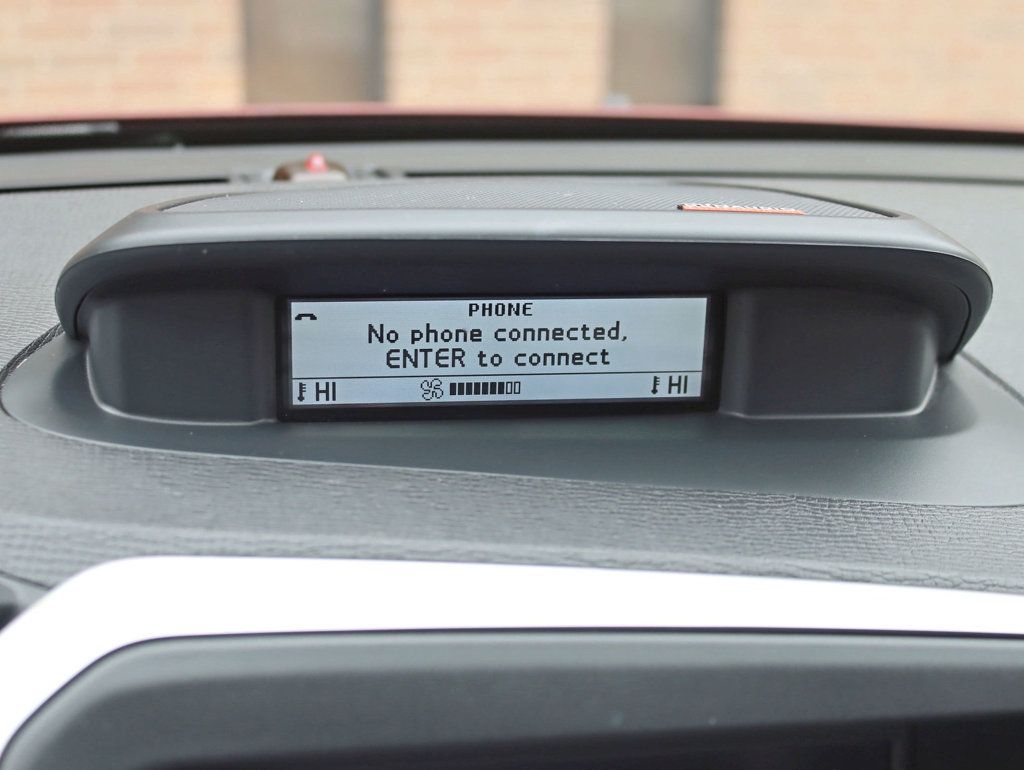 PHONE
No phone connected,
ENTER to connect
HI HI